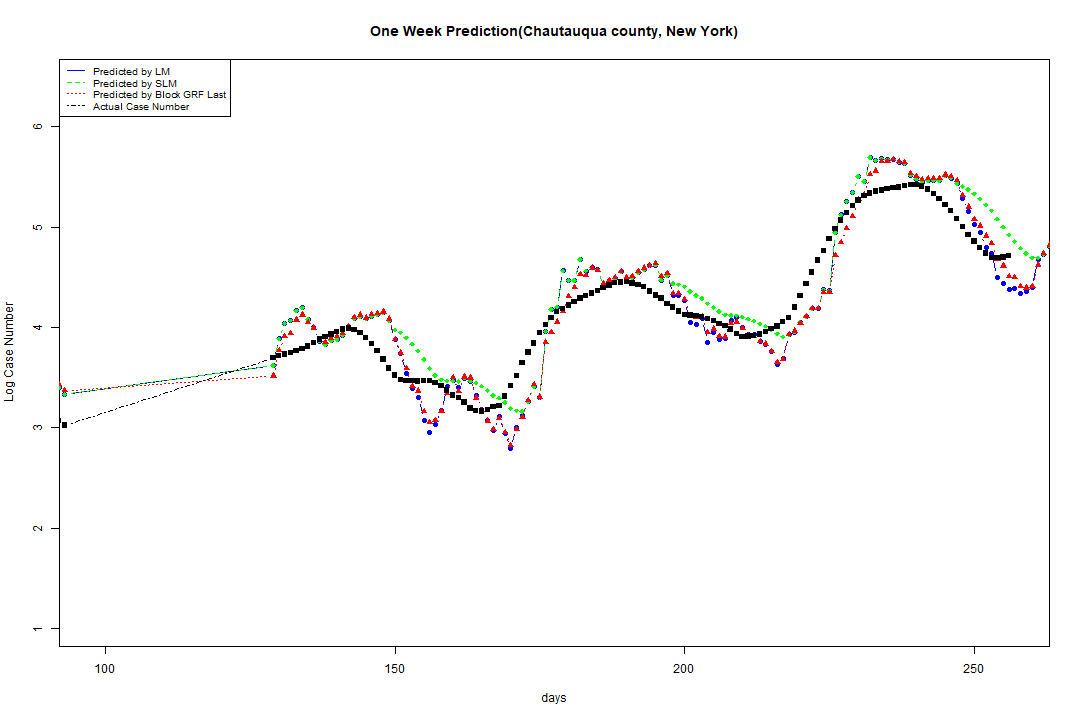 One Week Prediction(Chautauqua county, New York)
Predicted by LM
Predicted by SLM
Predicted by Block GRF Last
Actual Case Number
6
5
4
3
2
1
Log Case Number
100 150 200 250
days